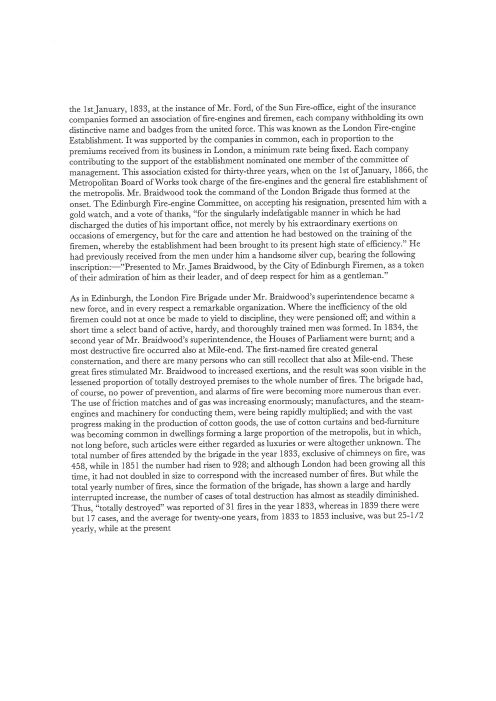 the 1st January, 1833, at the instance of Mr. Ford, of the Sun Fire-office, eight of the insurance
companies formed an association of fire-engines and firemen, each company withholding its own
distinctive name and badges from the united force. This was known as the London Fire-engine
Establishment. It was supported by the companies in common, each in proportion to the
premiums received from its business in London, a minimum rate being fixed. Each company
contributing to the support of the establishment nominated one member of the committee of
management. This association existed for thirty-three years, when on the 1st of January, 1866, the
Metropolitan Board of Works took charge of the fire-engines and the general fire establishment of
the metropolis. Mr. Braidwood took the command of the London Brigade thus formed at the
onset. The Edinburgh Fire-engine Committee, on accepting his resignation, presented him with a
gold watch, and a vote of thanks, “for the singularly indefatigable manner in which he had
discharged the duties of his important office, not merely by his extraordinary exertions on
occasions of emergency, but for the care and attention he had bestowed on the training of the
firemen, whereby the establishment had been brought to its present high state of efficiency.” He
had previously received from the men under him a handsome silver cup, bearing the following
inscription:—“Presented to Mr. James Braidwood, by the City of Edinburgh Firemen, as a token
of their admiration of him as their leader, and of deep respect for him as a gentleman.”
As in Edinburgh, the London Fire Brigade under Mr. Braidwood's superintendence became a
new force, and in every respect a remarkable organization. Where the inefficiency of the old
firemen could not at once be made to yield to discipline, they were pensioned off; and within a
short time a select band of active, hardy, and thoroughly trained men was formed. In 1834, the
second year of Mr. Braidwood's superintendence, the Houses of Parliament were burnt; and a
most destructive fire occurred also at Mile-end. The first-named fire created general
consternation, and there are many persons who can still recollect that also at Mile-end. These
great fires stimulated Mr. Braidwood to increased exertions, and the result was soon visible in the
lessened proportion of totally destroyed premises to the whole number of fires. The brigade had,
of course, no power of prevention, and alarms of fire were becoming more numerous than ever.
The use of friction matches and of gas was increasing enormously; manufactures, and the steam-
engines and machinery for conducting them, were being rapidly multiplied; and with the vast
progress making in the production of cotton goods, the use of cotton curtains and bed-furniture
was becoming common in dwellings forming a large proportion of the metropolis, but in which,
not long before, such articles were either regarded as luxuries or were altogether unknown. The
total number of fires attended by the brigade in the year 1833, exclusive of chimneys on fire, was
458, while in 1851 the number had risen to 928; and although London had been growing all this
time, it had not doubled in size to correspond with the increased number of fires. But while the
total yearly number of fires, since the formation of the brigade, has shown a large and hardly
interrupted increase, the number of cases of total destruction has almost as steadily diminished.
Thus, “totally destroyed” was reported of 31 fires in the year 1833, whereas in 1839 there were
but 17 cases, and the average for twenty-one years, from 1833 to 1853 inclusive, was but 25-1/2
yearly, while at the present